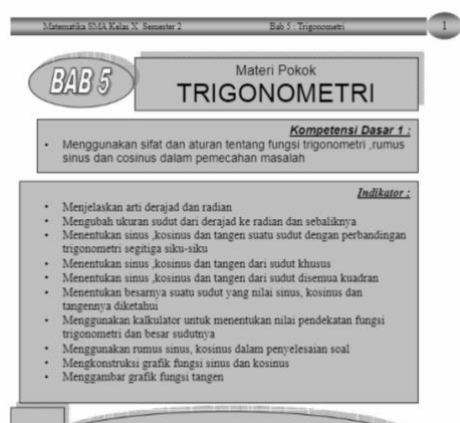 Matematika SMA Kelas X Semester 2 Bab 5 : Trigonometri 1
BAB 5
Materi Pokok
TRIGONOMETRI
Kompetensi Dasar 1 :
• Menggunakan sifat dan aturan tentang fungsi trigonometri ,rumus
sinus dan cosinus dalam pemecahan masalah
Indikator :
• Menjelaskan arti derajad dan radian
• Mengubah ukuran sudut dari derajad ke radian dan sebaliknya
• Menentukan sinus ,kosinus dan tangen suatu sudut dengan perbandingan
trigonometri segitiga siku-siku
• Menentukan sinus ,kosinus dan tangen dari sudut khusus
• Menentukan sinus ,kosinus dan tangen dari sudut disemua kuadran
• Menentukan besarnya suatu sudut yang nilai sinus, kosinus dan
tangennya diketahui
• Menggunakan kalkulator untuk menentukan nilai pendekatan fungsi
trigonometri dan besar sudutnya
• Menggunakan rumus sinus, kosinus dalam penyelesaian soal
• Mengkonstruksi grafik fungsi sinus dan kosinus
• Menggambar grafik fungsi tangen